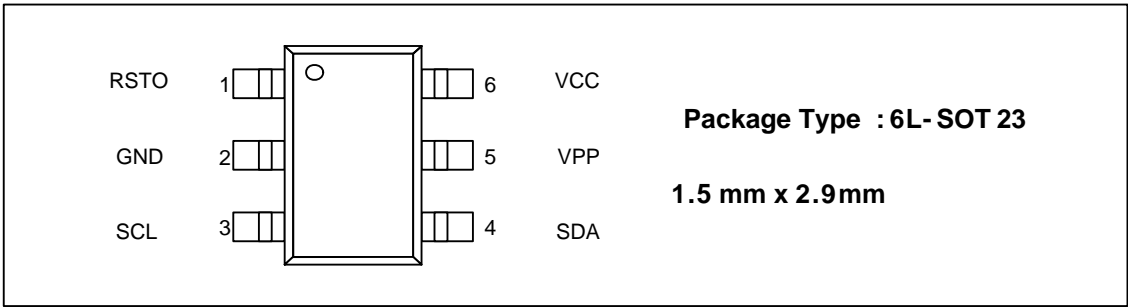 RSTO 1 6 VCC
Package Type : 6L- SOT 23
GND 2 5 VPP
1.5 mm x 2.9mm
SCL 3 4 SDA